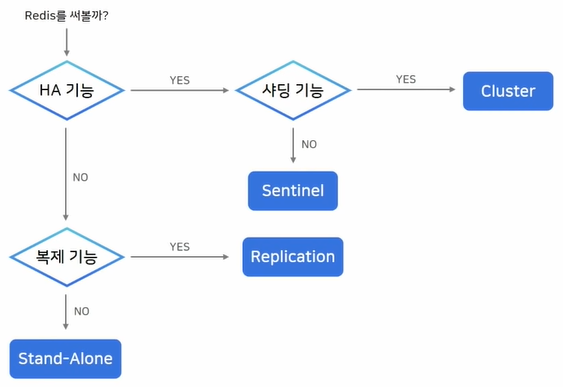 Redis를 써볼까?
HA 기능
YES
샤딩 기능
YES
Cluster
NO
Sentinel
NO
복제 기능
YES
Replication
NO
Stand-Alone